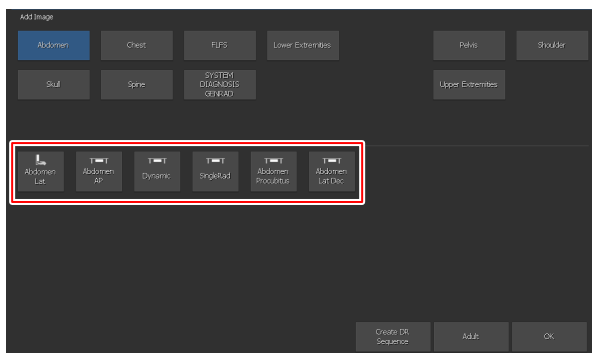 Add Image
Abdomen
Chest
FLFS
Lower Extremities
Pelvis
Shoulder
Skull
Spine
SYSTEM
DIAGNOSIS
GENRAD
Upper Extremities
Abdomen
Lat
Abdomen
AP
Dynamic
SingleRad
Abdomen
Procubitus
Abdomen
Lat Dec
Create DR
Sequence
Adult
OK